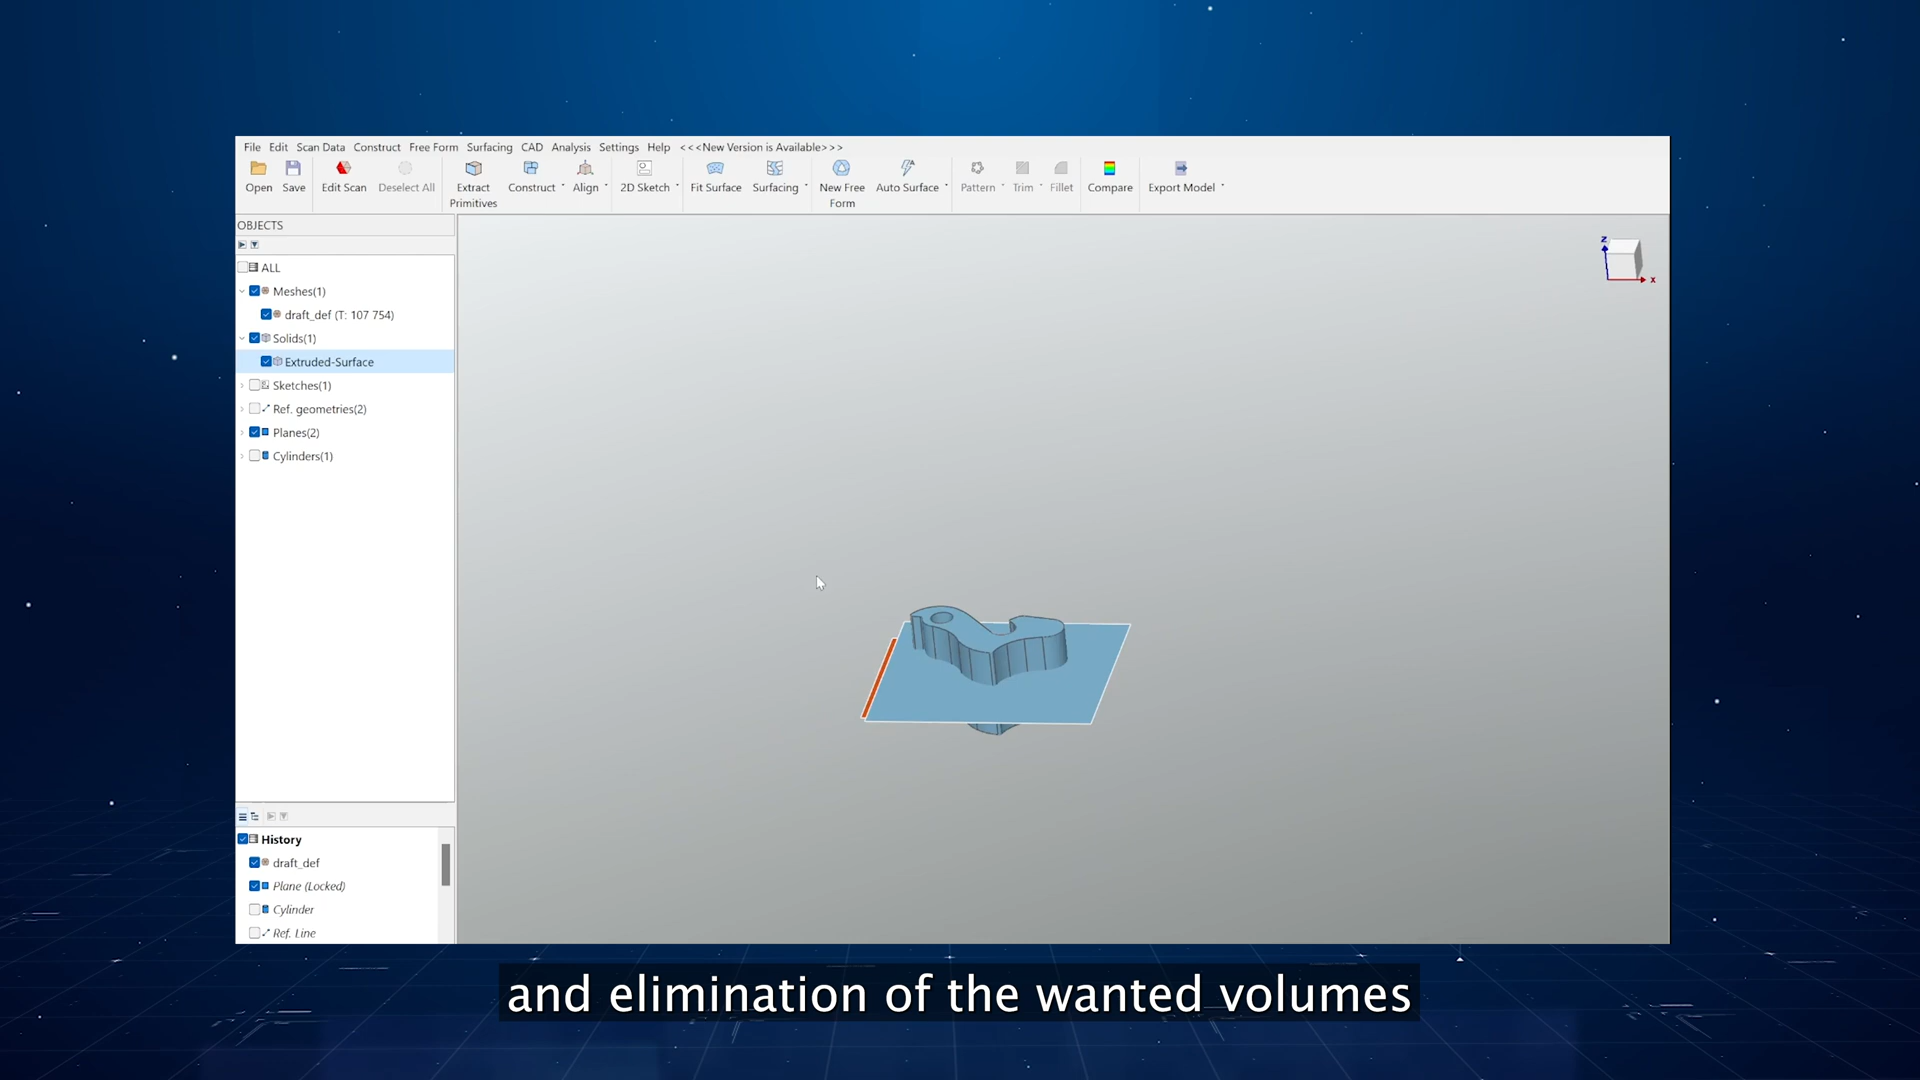 File Edit Scan Data Construct Free Form Surfacing CAD Analysis Settings Help <<<New Version is Available>>>
Open Save Edit Scan Deselect All Extract Primitives Construct Align 2D Sketch Fit Surface Surfacing New Free Form Auto Surface Pattern Trim Fillet Compare Export Model
OBJECTS
ALL
Meshes(1)
draft_def (T: 107 754)
Solids(1)
Extruded-Surface
Sketches(1)
Ref. geometries(2)
Planes(2)
Cylinders(1)
History
draft_def
Plane (Locked)
Cylinder
Ref. Line
z
x
and elimination of the wanted volumes